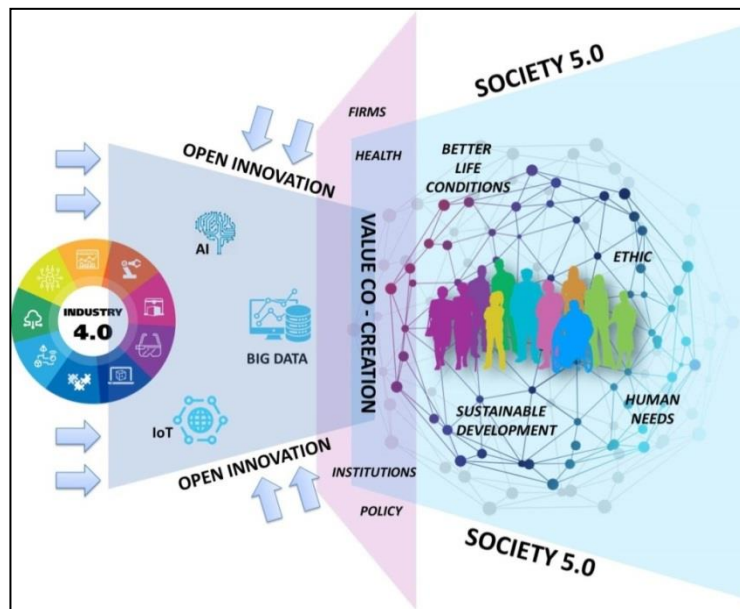 SOCIETY 5.0
FIRMS
OPEN INNOVATION
HEALTH
BETTER
LIFE
CONDITIONS
AI
VALUE CO - CREATION
ETHIC
INDUSTRY
4.0
BIG DATA
IoT
SUSTAINABLE
DEVELOPMENT
HUMAN
NEEDS
OPEN INNOVATION
INSTITUTIONS
POLICY
SOCIETY 5.0